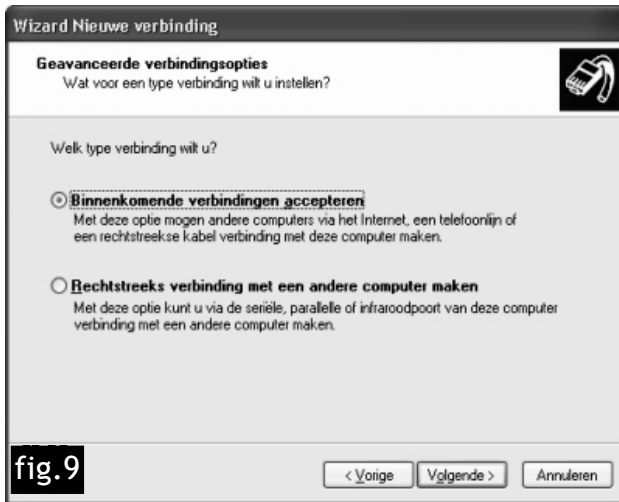 Wizard Nieuwe verbinding
Geavanceerde verbindingsopties
Wat voor een type verbinding wilt u instellen?
Welk type verbinding wilt u?
Binnenkomende verbindingen accepteren
Met deze optie mogen andere computers via het Internet, een telefoonlijn of
een rechtstreekse kabel verbinding met deze computer maken.
Rechtstreeks verbinding met een andere computer maken
Met deze optie kunt u via de seriële, parallelle of infraroodpoort van deze computer
verbinding met een andere computer maken.
fig.9
< Vorige Volgende > Annuleren